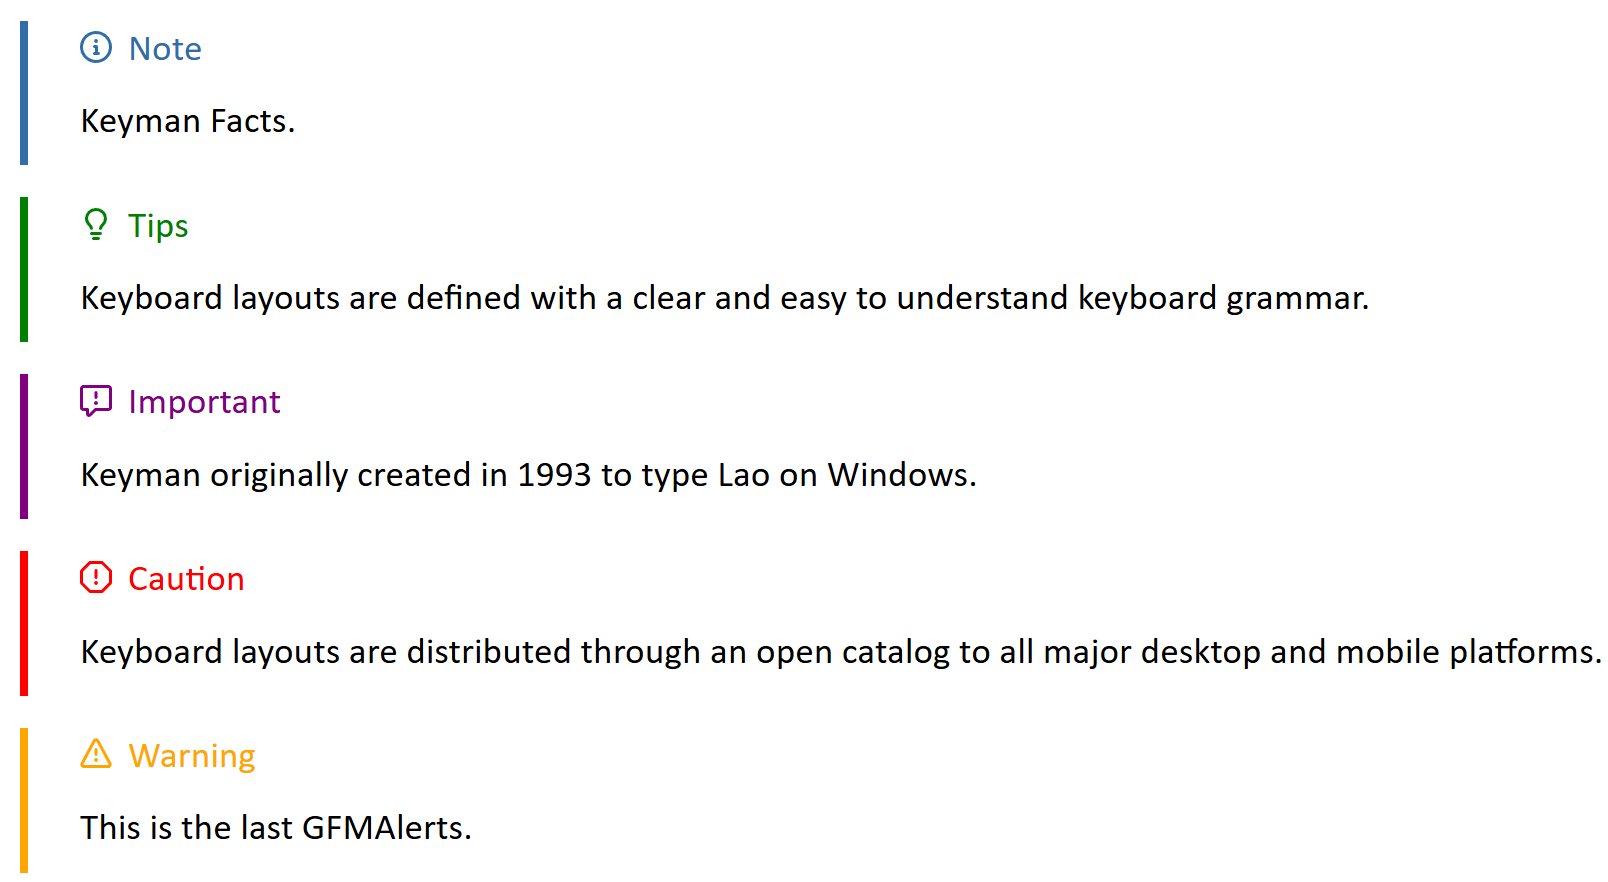 Note
Keyman Facts.
Tips
Keyboard layouts are defined with a clear and easy to understand keyboard grammar.
Important
Keyman originally created in 1993 to type Lao on Windows.
Caution
Keyboard layouts are distributed through an open catalog to all major desktop and mobile platforms.
Warning
This is the last GFMAlerts.